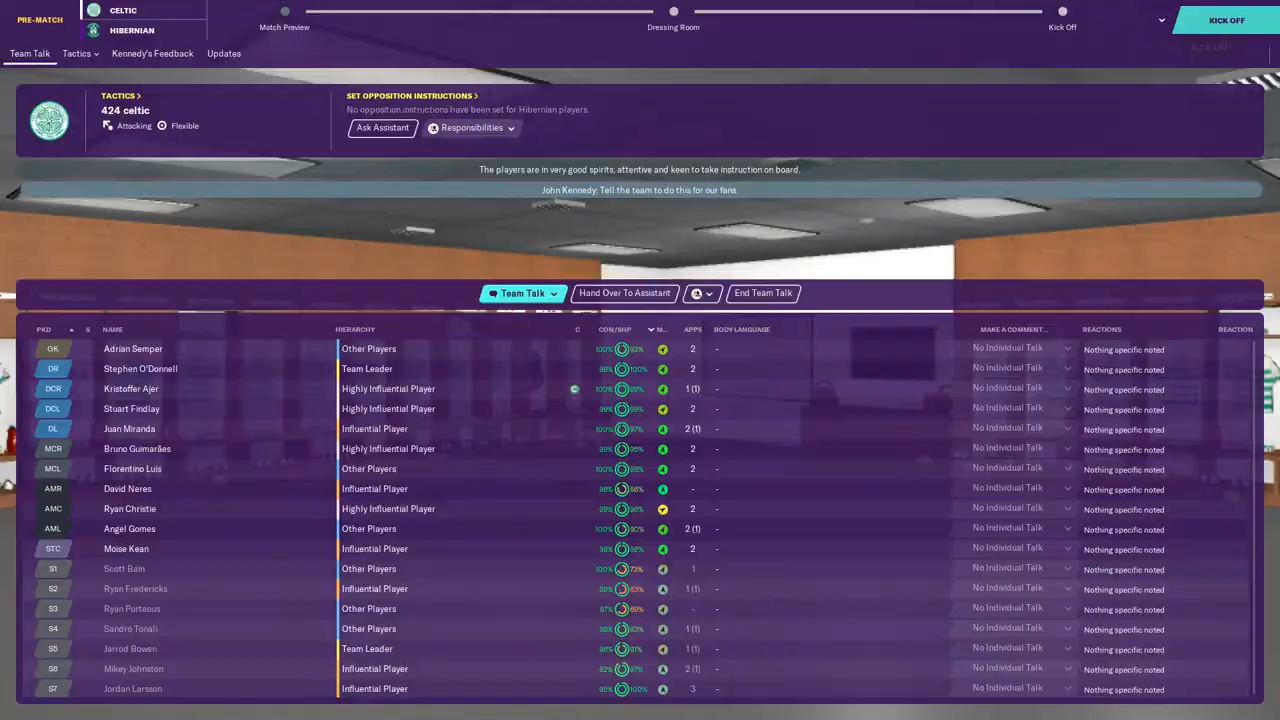 PRE-MATCH
CELTIC
HIBERNIAN
Match Preview
Dressing Room
Kick Off
KICK OFF
Kick Off
Team Talk
Tactics
Kennedy's Feedback
Updates
TACTICS >
424 celtic
Attacking
Flexible
SET OPPOSITION INSTRUCTIONS >
No opposition instructions have been set for Hibernian players.
Ask Assistant
Responsibilities
The players are in very good spirits, attentive and keen to take instruction on board.
John Kennedy: Tell the team to do this for our fans.
Team Talk
Hand Over To Assistant
End Team Talk
PKD S NAME HIERARCHY C CON/SHP M... APPS BODY LANGUAGE MAKE A COMMENT... REACTIONS REACTION
GK Adrian Semper Other Players 100% 93% 2 - No Individual Talk Nothing specific noted
DR Stephen O'Donnell Team Leader 98% 100% 2 - No Individual Talk Nothing specific noted
DCR Kristoffer Ajer Highly Influential Player C 100% 99% 1 (1) - No Individual Talk Nothing specific noted
DCL Stuart Findlay Highly Influential Player 99% 99% 2 - No Individual Talk Nothing specific noted
DL Juan Miranda Influential Player 100% 97% 2 (1) - No Individual Talk Nothing specific noted
MCR Bruno Guimarães Highly Influential Player 99% 95% 2 - No Individual Talk Nothing specific noted
MCL Florentino Luís Other Players 100% 98% 2 - No Individual Talk Nothing specific noted
AMR David Neres Influential Player 98% 86% - - No Individual Talk Nothing specific noted
AMC Ryan Christie Highly Influential Player 99% 96% 2 - No Individual Talk Nothing specific noted
AML Angel Gomes Other Players 100% 90% 2 (1) - No Individual Talk Nothing specific noted
STC Moise Kean Influential Player 98% 98% 2 - No Individual Talk Nothing specific noted
S1 Scott Bain Other Players 100% 73% 1 - No Individual Talk Nothing specific noted
S2 Ryan Fredericks Influential Player 98% 63% 1 (1) - No Individual Talk Nothing specific noted
S3 Ryan Porteous Other Players 97% 69% - - No Individual Talk Nothing specific noted
S4 Sandro Tonali Other Players 98% 93% 1 (1) - No Individual Talk Nothing specific noted
S5 Jarrod Bowen Team Leader 96% 91% 1 (1) - No Individual Talk Nothing specific noted
S6 Mikey Johnston Influential Player 92% 97% 2 (1) - No Individual Talk Nothing specific noted
S7 Jordan Larsson Influential Player 95% 100% 3 - No Individual Talk Nothing specific noted